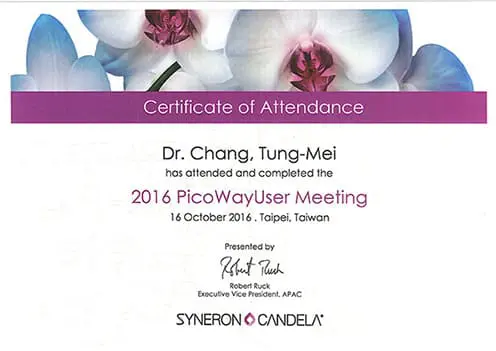 Certificate of Attendance
Dr. Chang, Tung-Mei
has attended and completed the
2016 PicoWayUser Meeting
16 October 2016 . Taipei, Taiwan
Presented by
Robert Ruck
Robert Ruck
Executive Vice President, APAC
SYNERON CANDELA